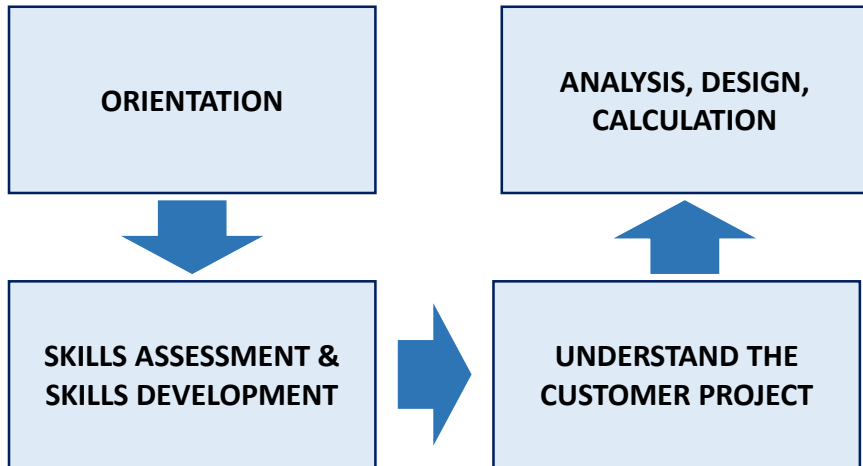 ORIENTATION
SKILLS ASSESSMENT &
SKILLS DEVELOPMENT
UNDERSTAND THE
CUSTOMER PROJECT
ANALYSIS, DESIGN,
CALCULATION